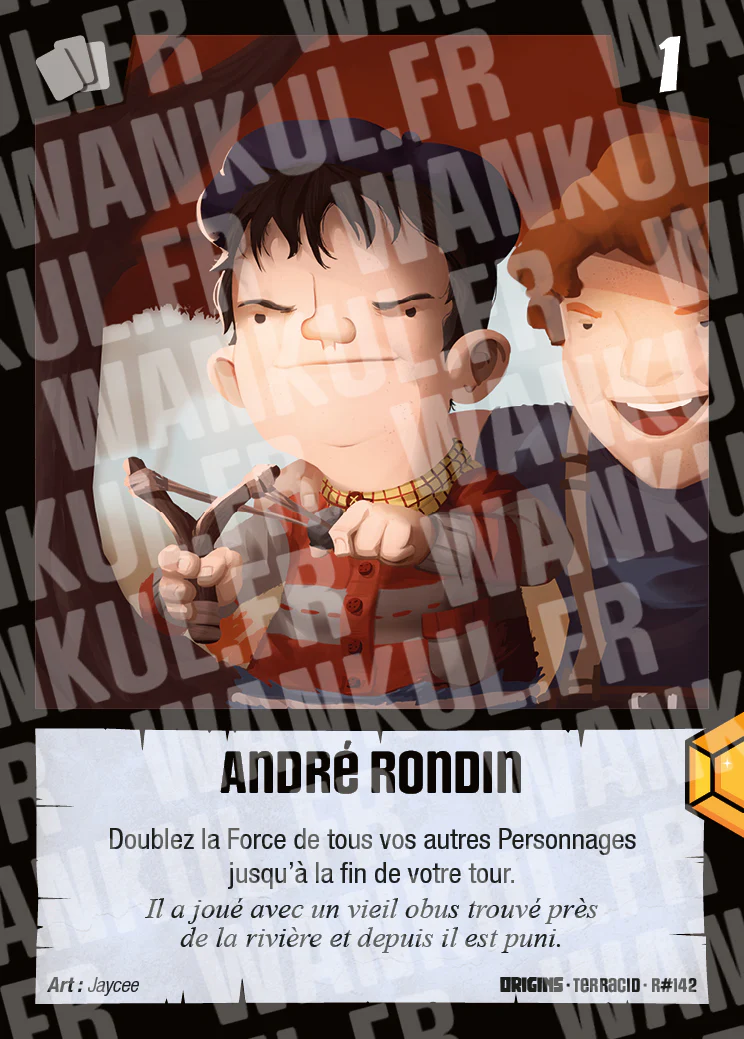 1
ANDRÉ RONDIN
Doublez la Force de tous vos autres Personnages
jusqu'à la fin de votre tour.
Il a joué avec un vieil obus trouvé près
de la rivière et depuis il est puni.
Art : Jaycee
ORIGINS · TERRACID · R#142
WANKUL.FR